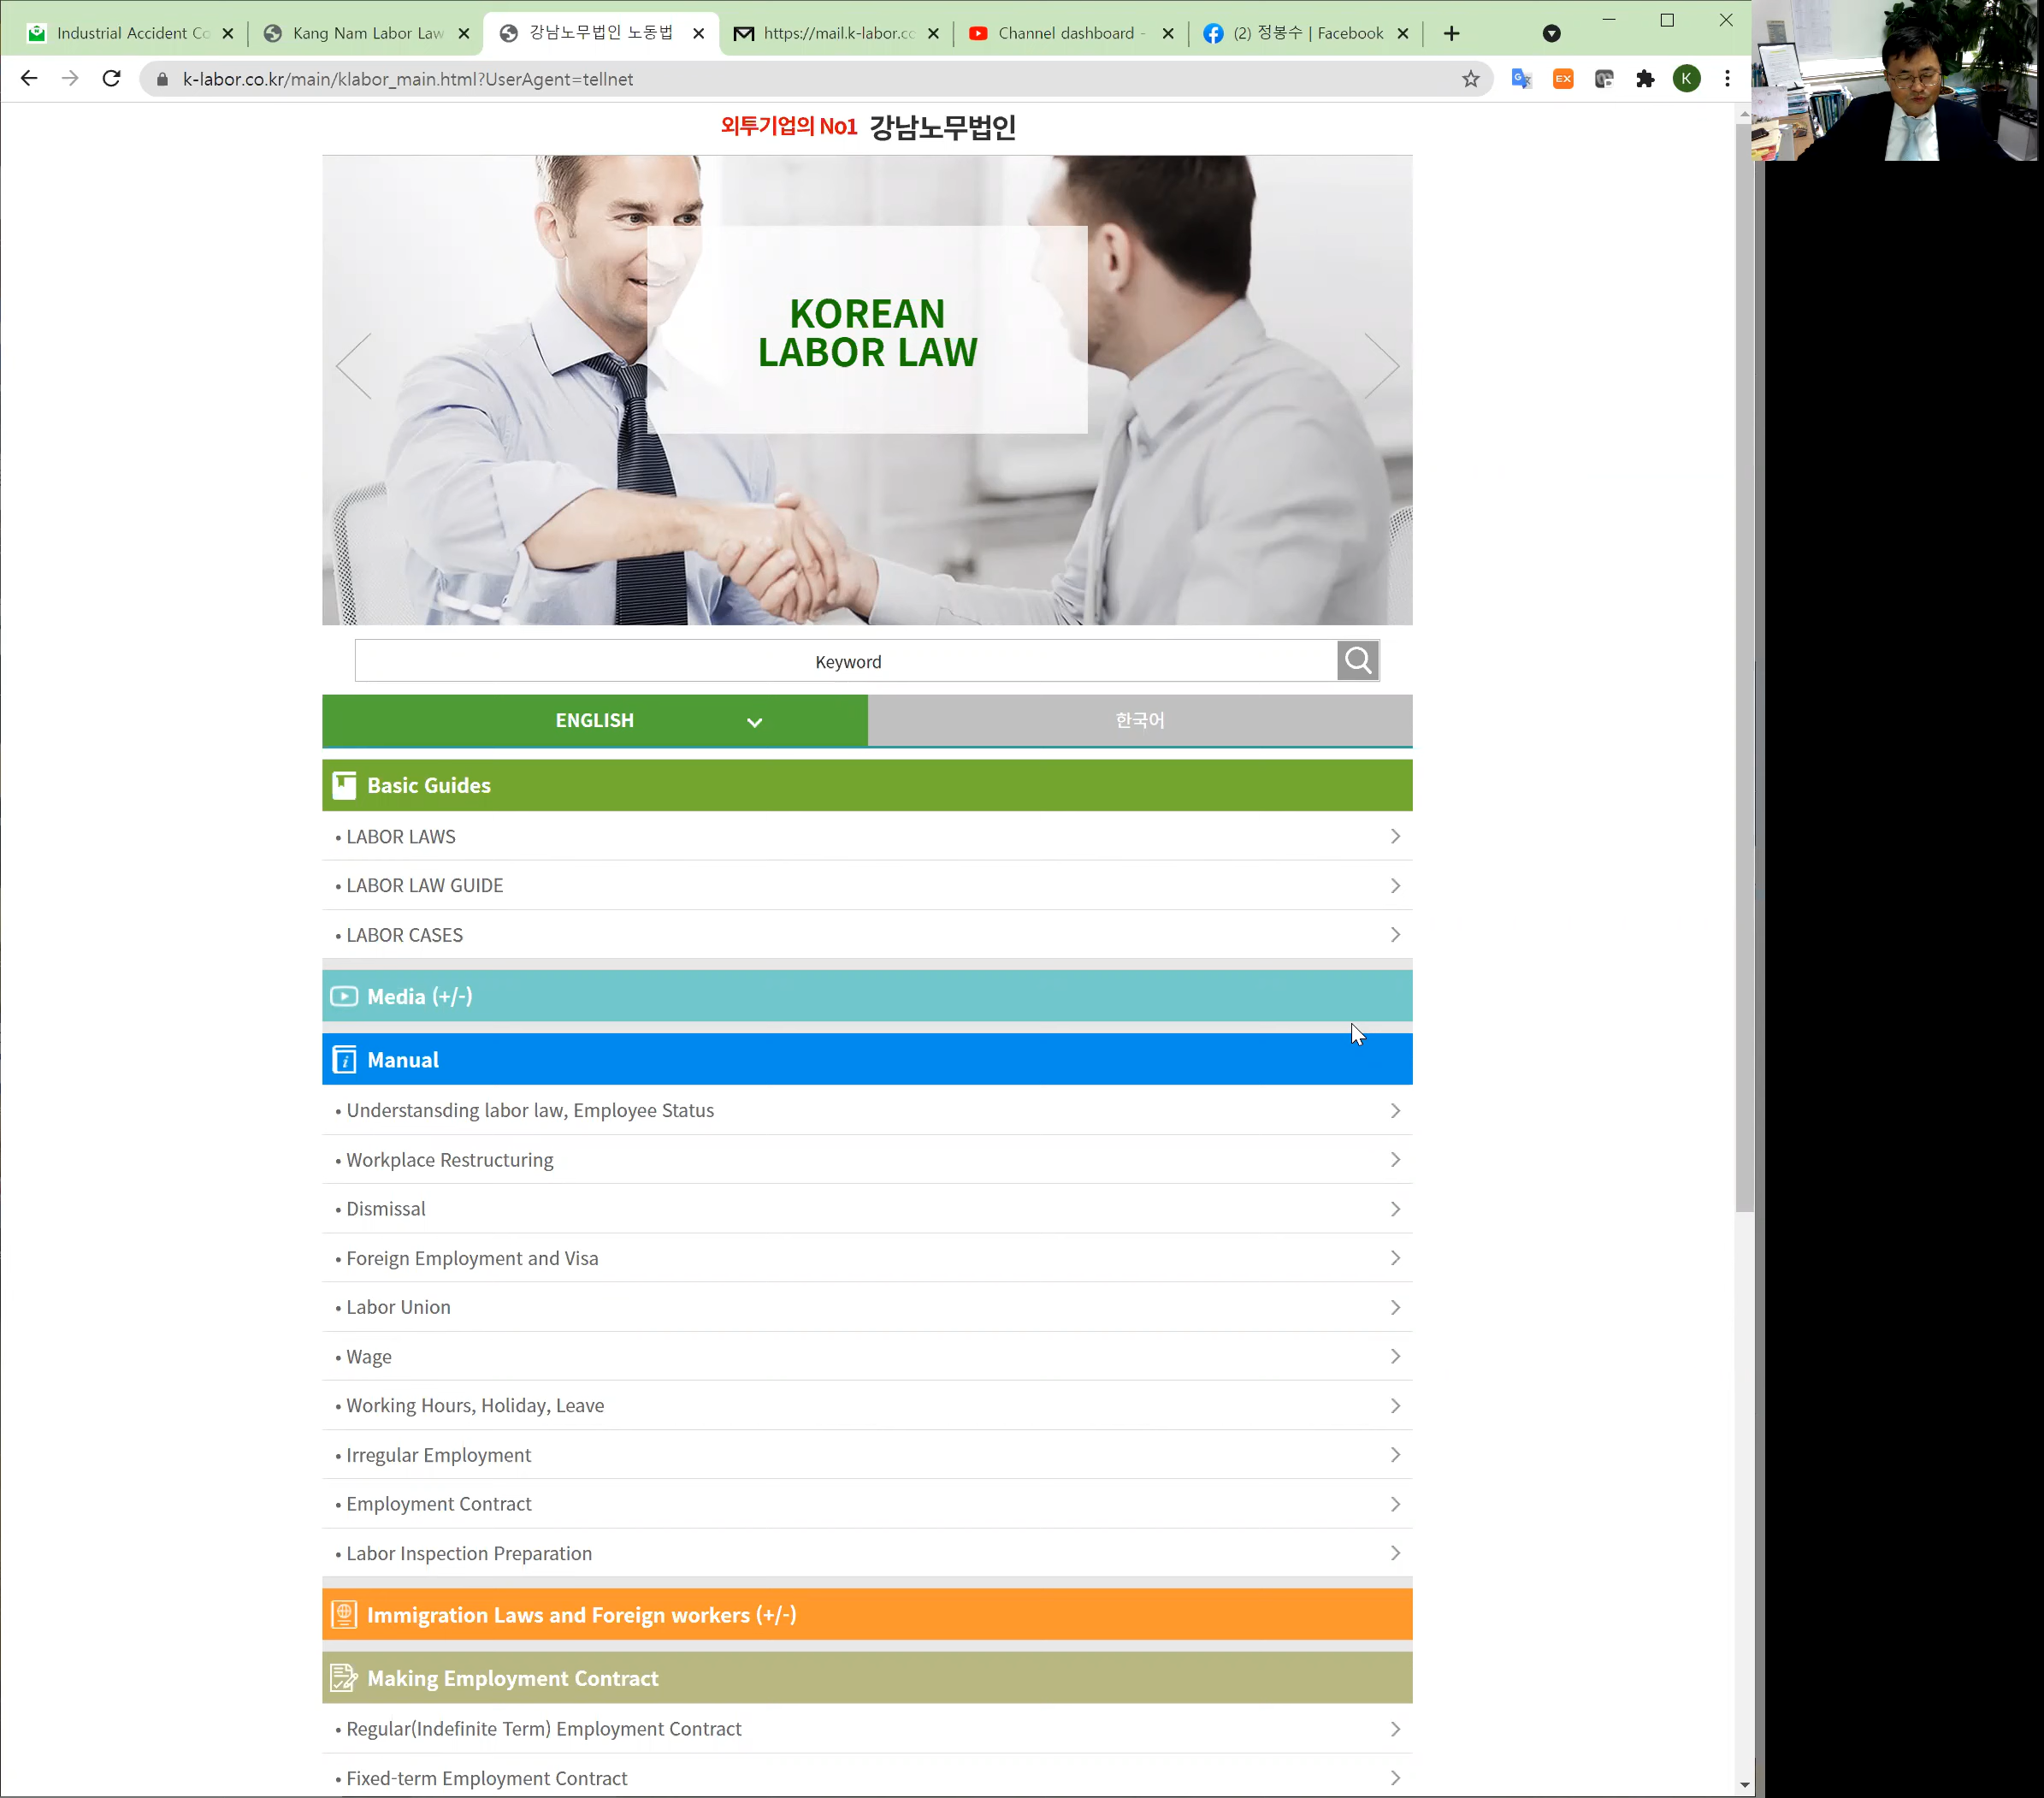 Industrial Accident Co
Kang Nam Labor Law
강남노무법인 노동법
https://mail.k-labor.cc
Channel dashboard -
(2) 정봉수 | Facebook
k-labor.co.kr/main/klabor_main.html?UserAgent=tellnet
EX
K
외투기업의 No1 강남노무법인
KOREAN
LABOR LAW
Keyword
ENGLISH
한국어
Basic Guides
• LABOR LAWS
• LABOR LAW GUIDE
• LABOR CASES
Media (+/-)
Manual
• Understansding labor law, Employee Status
• Workplace Restructuring
• Dismissal
• Foreign Employment and Visa
• Labor Union
• Wage
• Working Hours, Holiday, Leave
• Irregular Employment
• Employment Contract
• Labor Inspection Preparation
Immigration Laws and Foreign workers (+/-)
Making Employment Contract
• Regular(Indefinite Term) Employment Contract
• Fixed-term Employment Contract